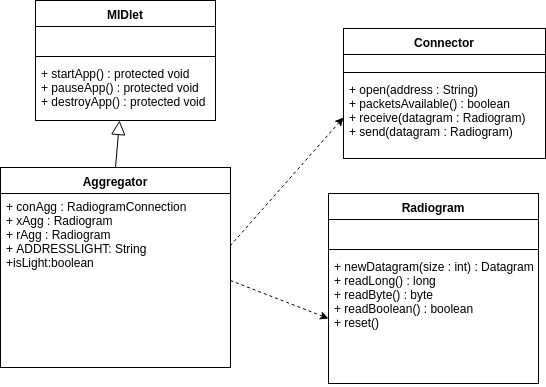 MIDlet
+ startApp() : protected void
+ pauseApp() : protected void
+ destroyApp() : protected void
Connector
+ open(address : String)
+ packetsAvailable() : boolean
+ receive(datagram : Radiogram)
+ send(datagram : Radiogram)
Aggregator
+ conAgg : RadiogramConnection
+ xAgg : Radiogram
+ rAgg : Radiogram
+ ADDRESSLIGHT: String
+isLight:boolean
Radiogram
+ newDatagram(size : int) : Datagram
+ readLong() : long
+ readByte() : byte
+ readBoolean() : boolean
+ reset()